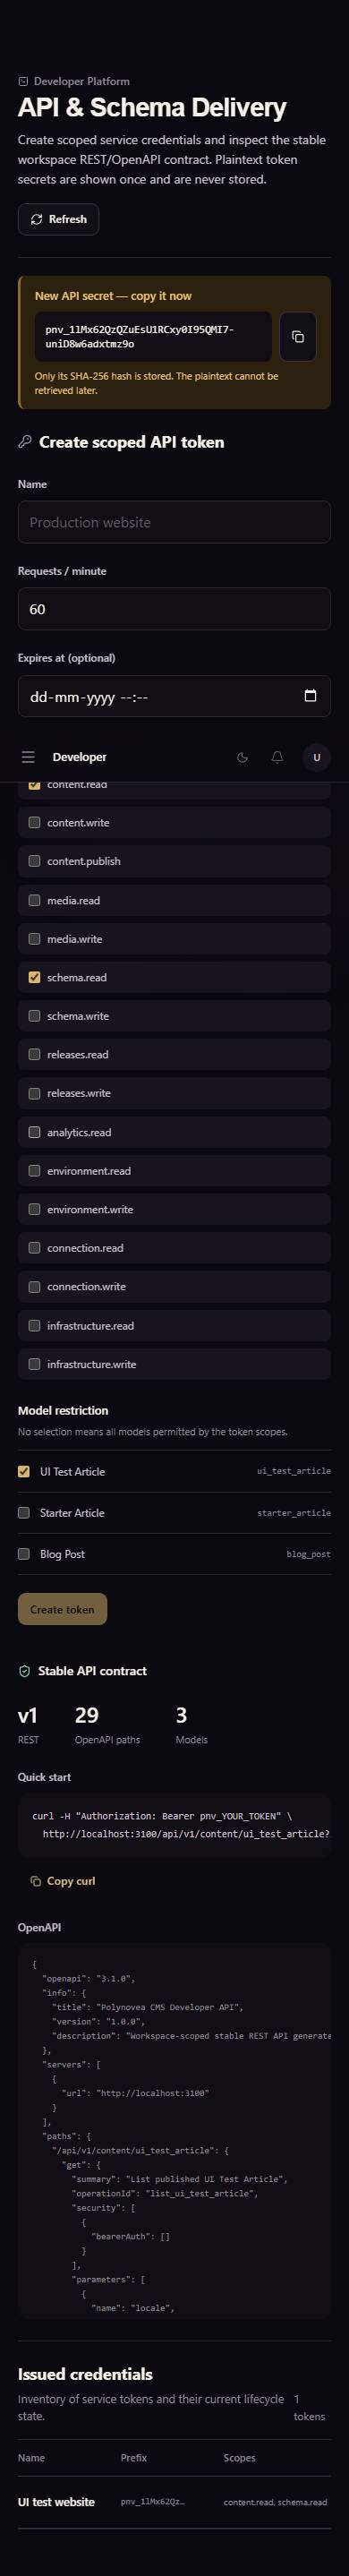 Developer Platform
API & Schema Delivery
Create scoped service credentials and inspect the stable
workspace REST/OpenAPI contract. Plaintext token
secrets are shown once and are never stored.
Refresh
New API secret — copy it now
pnv_1lMx62QzQZuEsU1RCxy0I95QMI7-
uniD8w6adxtmz9o
Only its SHA-256 hash is stored. The plaintext cannot be
retrieved later.
Create scoped API token
Name
Production website
Requests / minute
60
Expires at (optional)
dd-mm-yyyy --:--
Developer
U
content.read
content.write
content.publish
media.read
media.write
schema.read
schema.write
releases.read
releases.write
analytics.read
environment.read
environment.write
connection.read
connection.write
infrastructure.read
infrastructure.write
Model restriction
No selection means all models permitted by the token scopes.
UI Test Article ui_test_article
Starter Article starter_article
Blog Post blog_post
Create token
Stable API contract
v1 29 3
REST OpenAPI paths Models
Quick start
curl -H "Authorization: Bearer pnv_YOUR_TOKEN" \
http://localhost:3100/api/v1/content/ui_test_article?
Copy curl
OpenAPI
{
"openapi": "3.1.0",
"info": {
"title": "Polynovea CMS Developer API",
"version": "1.0.0",
"description": "Workspace-scoped stable REST API generate
},
"servers": [
{
"url": "http://localhost:3100"
}
],
"paths": {
"/api/v1/content/ui_test_article": {
"get": {
"summary": "List published UI Test Article",
"operationId": "list_ui_test_article",
"security": [
{
"bearerAuth": []
}
],
"parameters": [
{
"name": "locale",
Issued credentials
Inventory of service tokens and their current lifecycle 1
state. tokens
Name Prefix Scopes
UI test website pnv_1lMx62Qz… content.read, schema.read